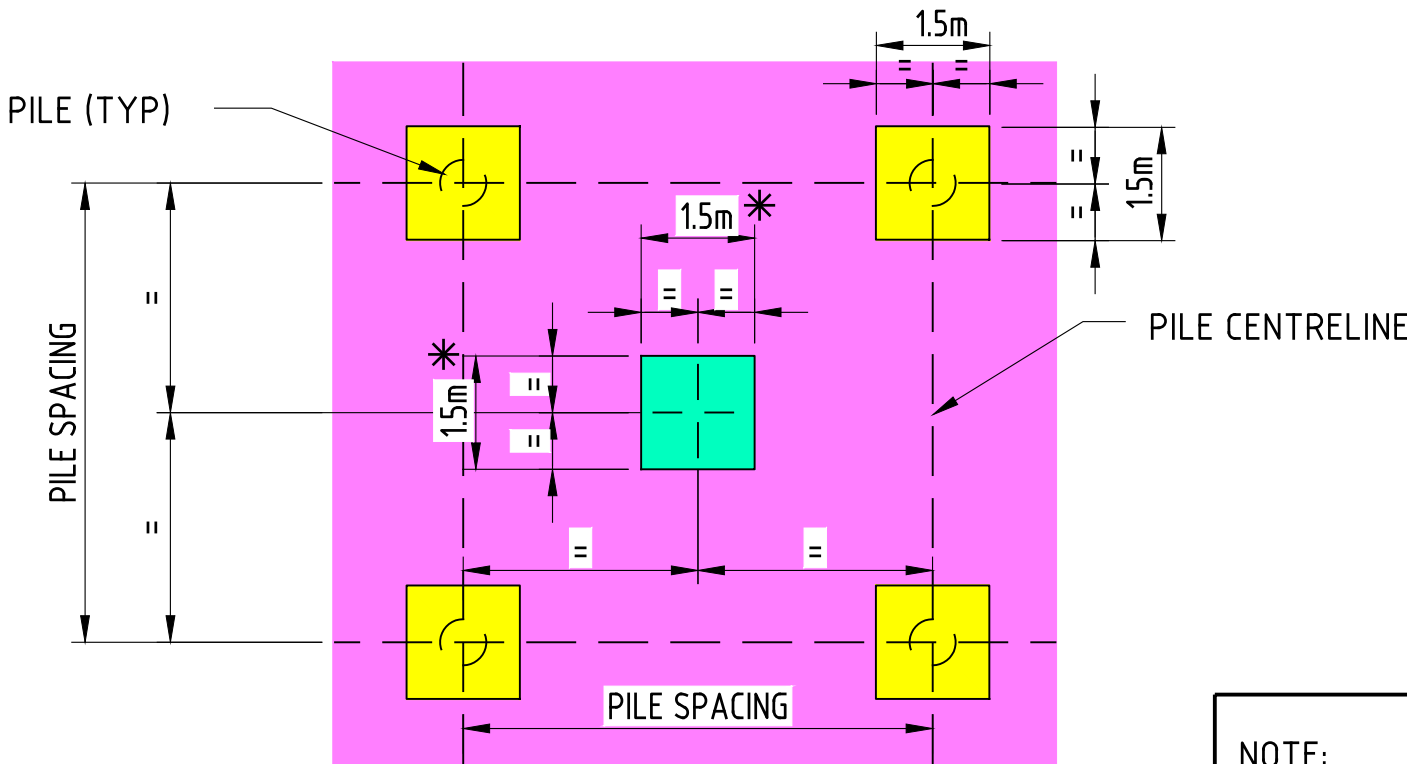 1.5m
= =
PILE (TYP)
=
1.5m
=
1.5m *
= =
=
PILE SPACING
*
=
1.5m
=
PILE CENTRELINE
=
= =
PILE SPACING
NOTE: